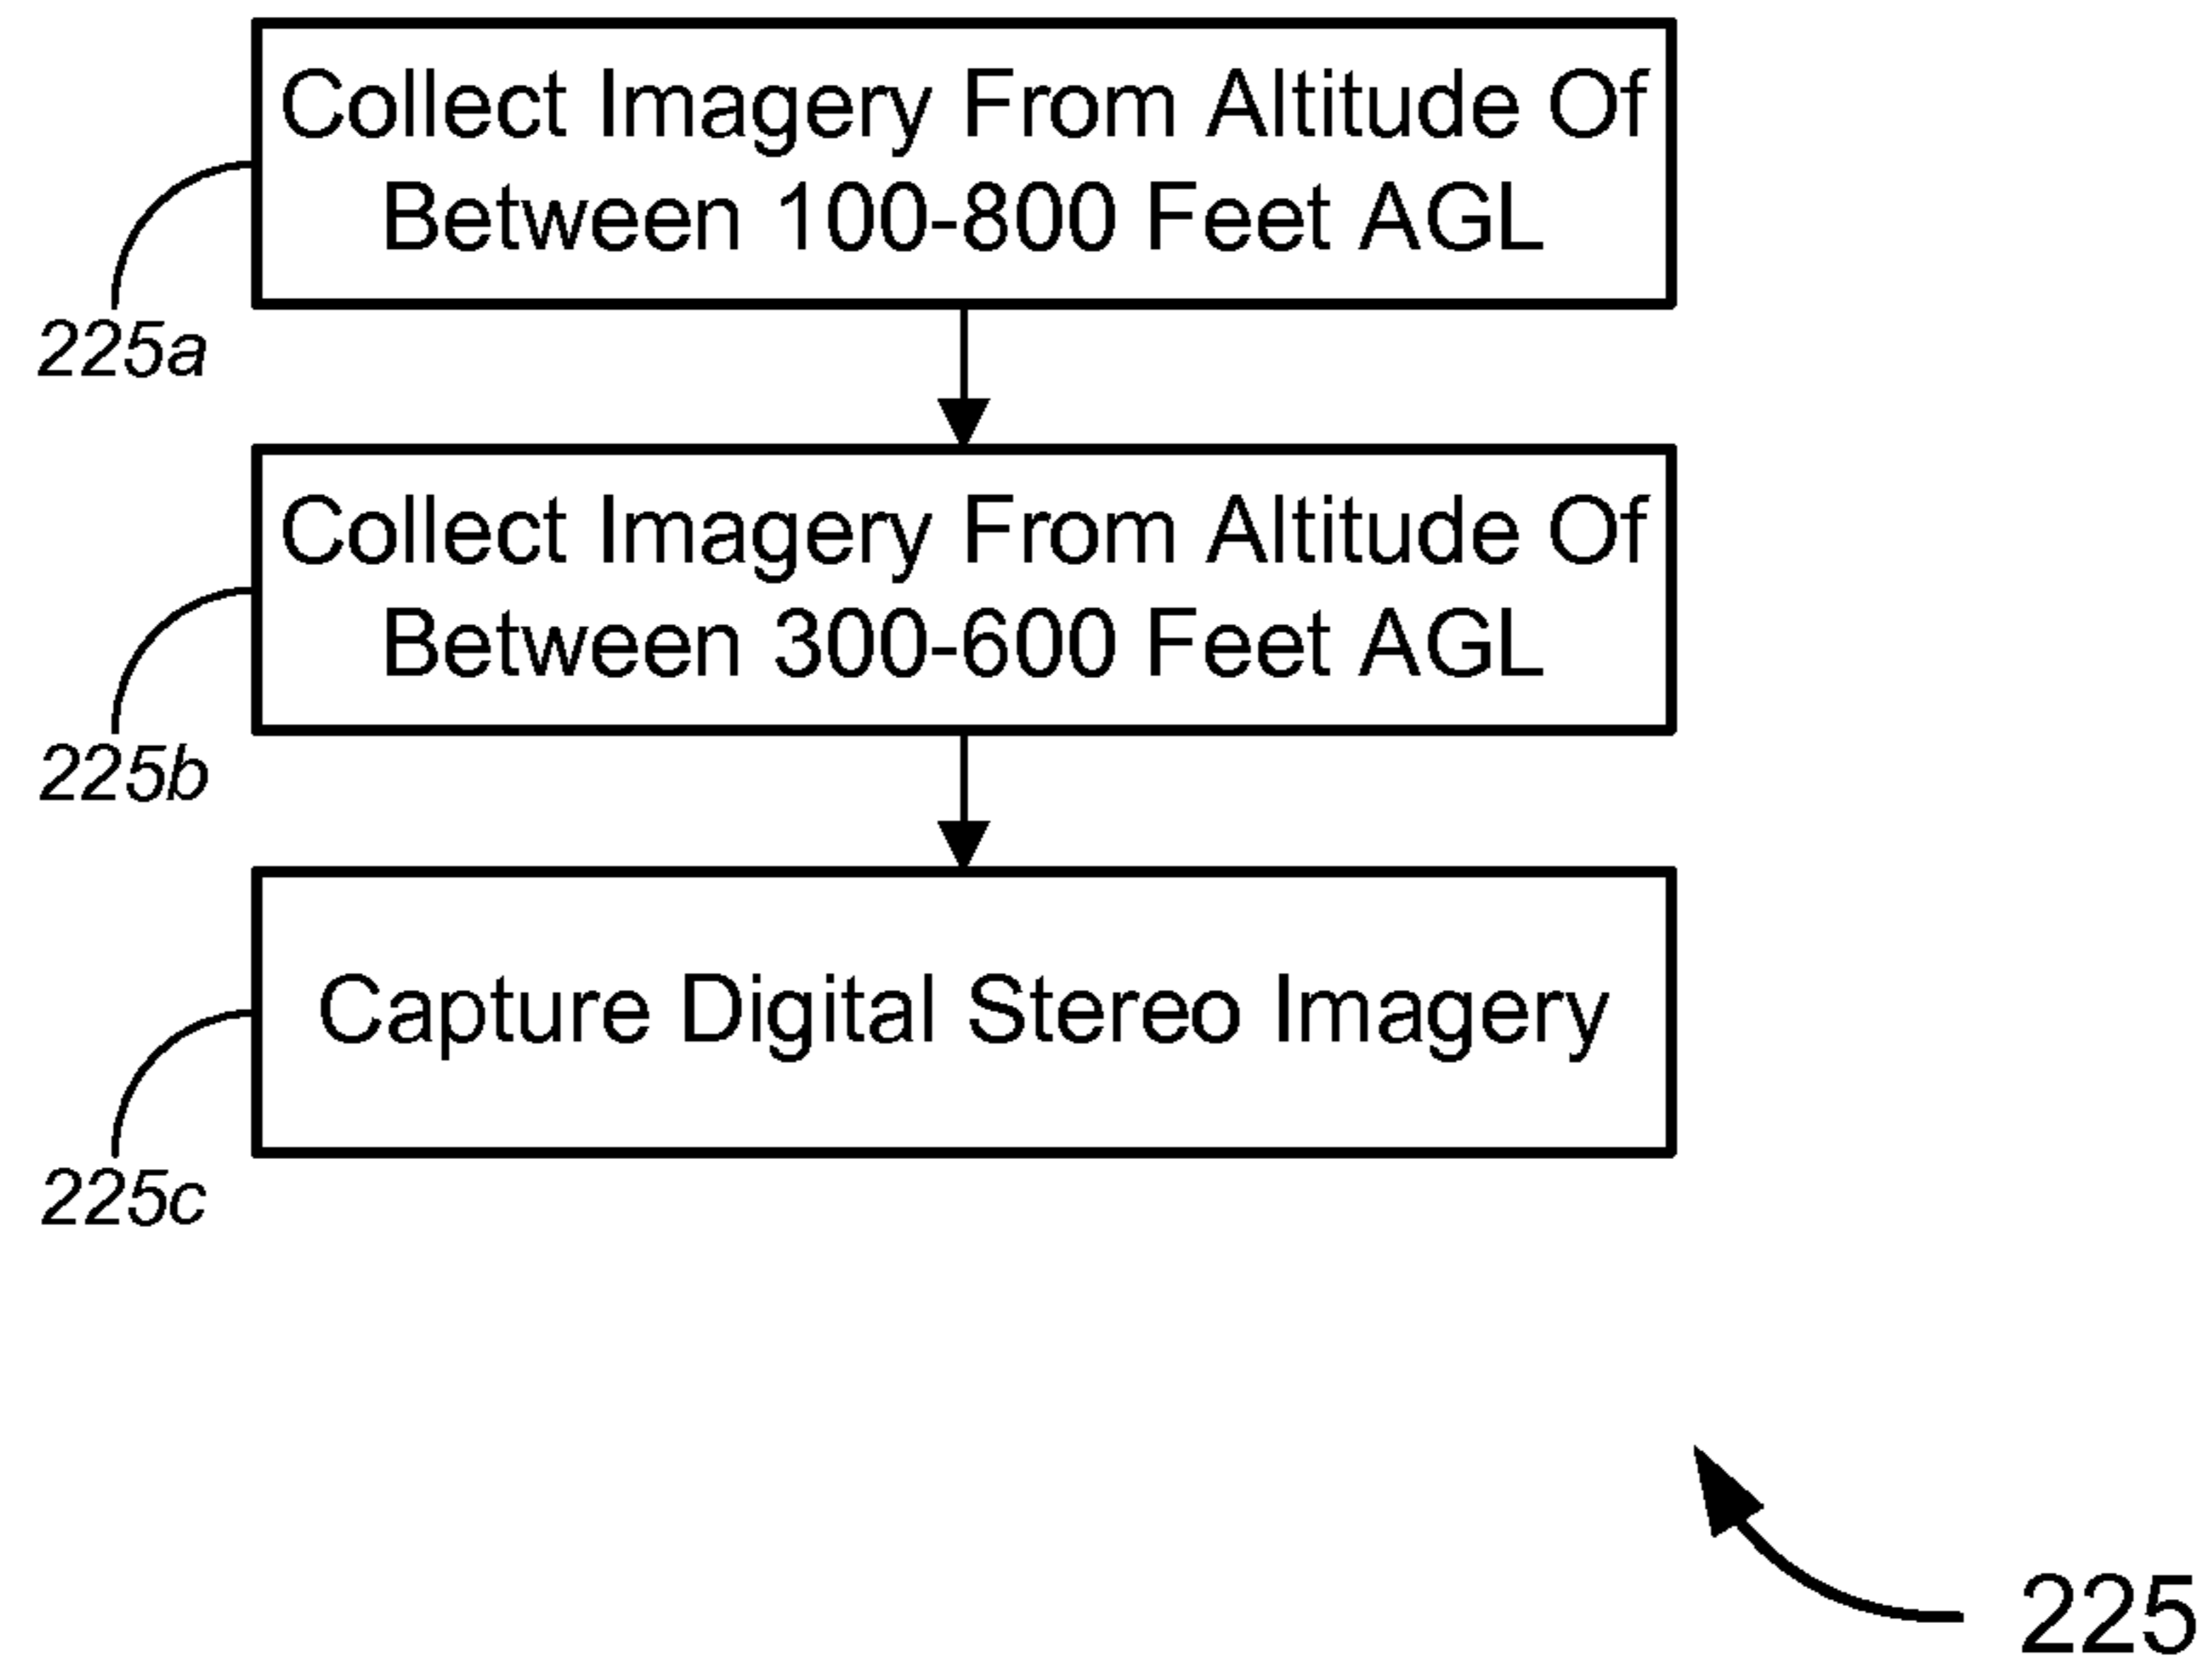 Collect Imagery From Altitude Of
Between 100-800 Feet AGL
225a
Collect Imagery From Altitude Of
Between 300-600 Feet AGL
225b
Capture Digital Stereo Imagery
225c
225